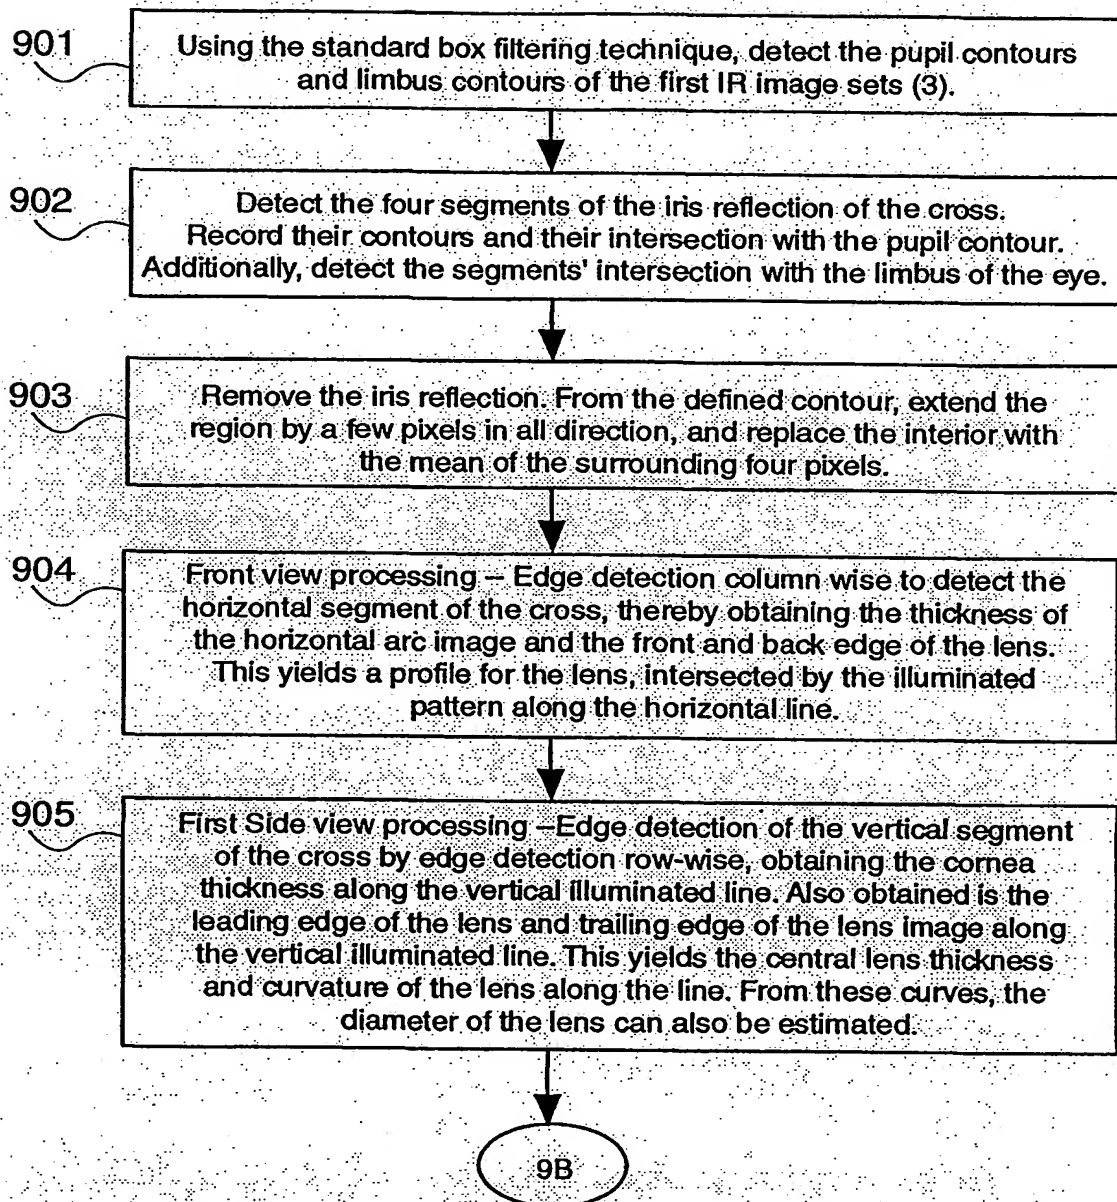 901
Using the standard box filtering technique, detect the pupil contours
and limbus contours of the first IR image sets (3).
902
Detect the four segments of the iris reflection of the cross.
Record their contours and their intersection with the pupil contour.
Additionally, detect the segments' intersection with the limbus of the eye.
903
Remove the iris reflection. From the defined contour, extend the
region by a few pixels in all direction, and replace the interior with
the mean of the surrounding four pixels.
904
Front view processing – Edge detection column wise to detect the
horizontal segment of the cross, thereby obtaining the thickness of
the horizontal arc image and the front and back edge of the lens.
This yields a profile for the lens, intersected by the illuminated
pattern along the horizontal line.
905
First Side view processing –Edge detection of the vertical segment
of the cross by edge detection row-wise, obtaining the cornea
thickness along the vertical illuminated line. Also obtained is the
leading edge of the lens and trailing edge of the lens image along
the vertical illuminated line. This yields the central lens thickness
and curvature of the lens along the line. From these curves, the
diameter of the lens can also be estimated.
9B